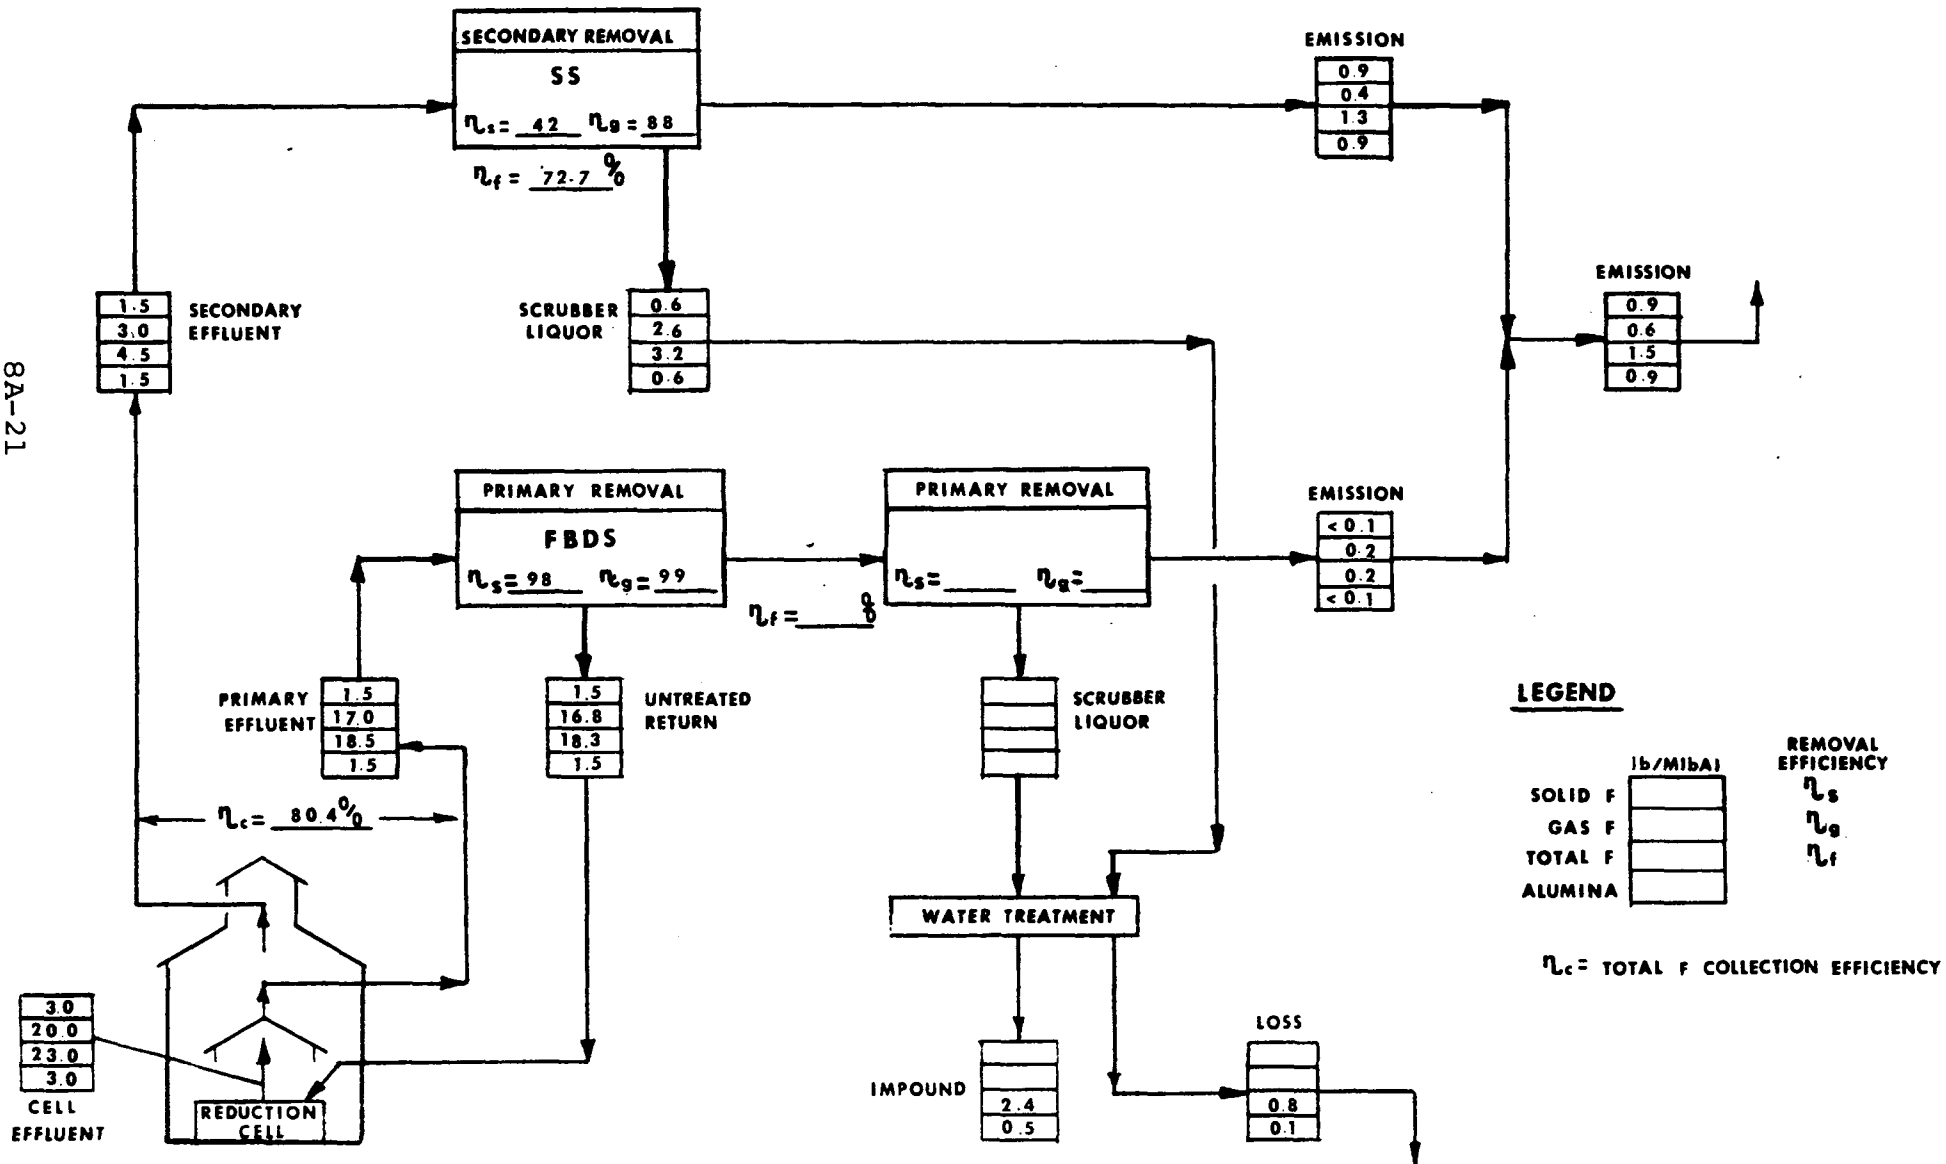 SECONDARY REMOVAL
SS
ηs= 42 ηg= 88
ηf= 72.7 %
EMISSION
0.9
0.4
1.3
0.9
1.5
3.0
4.5
1.5
SECONDARY
EFFLUENT
SCRUBBER
LIQUOR
0.6
2.6
3.2
0.6
EMISSION
0.9
0.6
1.5
0.9
8A-21
PRIMARY REMOVAL
FBDS
ηs= 98 ηg= 99
ηf= %
PRIMARY REMOVAL
ηs= ηg=
EMISSION
<0.1
0.2
0.2
<0.1
PRIMARY
EFFLUENT
1.5
17.0
18.5
1.5
1.5
16.8
18.3
1.5
UNTREATED
RETURN
SCRUBBER
LIQUOR
ηc= 80.4%
WATER TREATMENT
LEGEND
lb/MlbAl
REMOVAL
EFFICIENCY
SOLID F ηs
GAS F ηg
TOTAL F ηf
ALUMINA
ηc= TOTAL F COLLECTION EFFICIENCY
3.0
20.0
23.0
3.0
CELL
EFFLUENT
REDUCTION
CELL
IMPOUND
2.4
0.5
LOSS
0.8
0.1